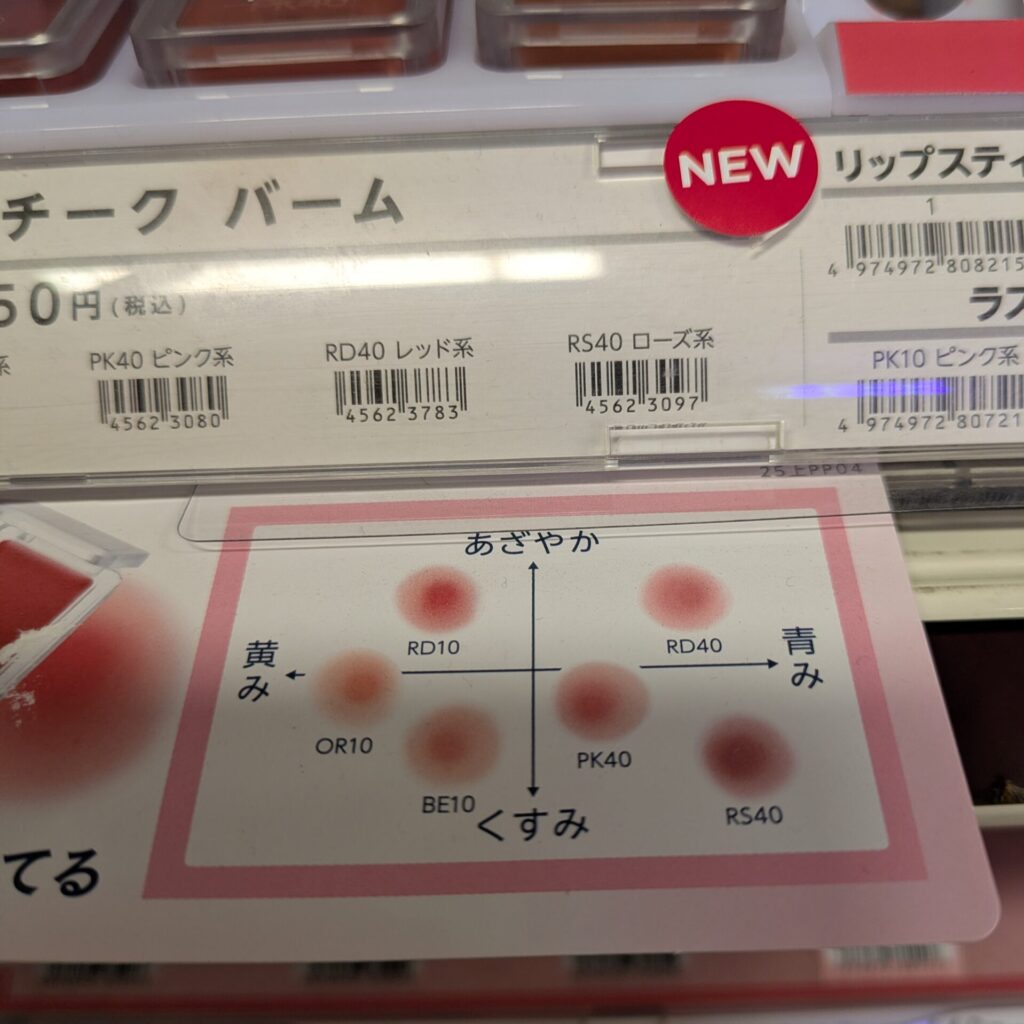 NEW
チーク バーム
50円(税込)
系
PK40 ピンク系
4562 3080
RD40 レッド系
4562 3783
RS40 ローズ系
4562 3097
リップスティ
1
4 974972 808215
ラス
PK10 ピンク系
4 974972 80721
25 EPP04
あざやか
RD10
RD40
黄み
青み
OR10
PK40
BE10
RS40
くすみ
てる